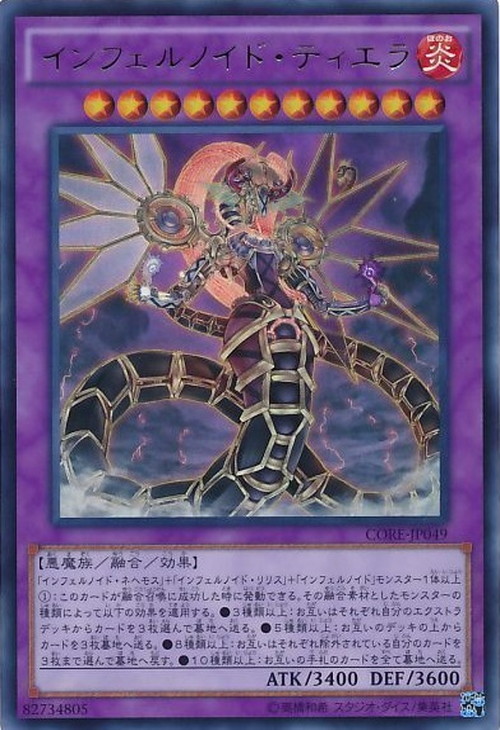 インフェルノイド・ティエラ
ほのお
炎
CORE-JP049
【悪魔族/融合/効果】
「インフェルノイド・ネヘモス」+「インフェルノイド・リリス」+「インフェルノイド」モンスター1体以上
①:このカードが融合召喚に成功した時に発動できる。その融合素材としたモンスターの
種類によって以下の効果を適用する。●3種類以上:お互いはそれぞれ自分のエクストラ
デッキからカードを3枚選んで墓地へ送る。●5種類以上:お互いのデッキの上から
カードを3枚墓地へ送る。●8種類以上:お互いはそれぞれ除外されている自分のカードを
3枚まで選んで墓地へ戻す。●10種類以上:お互いの手札のカードを全て墓地へ送る。
ATK/3400 DEF/3600
82734805
©高橋和希 スタジオ・ダイス/集英社